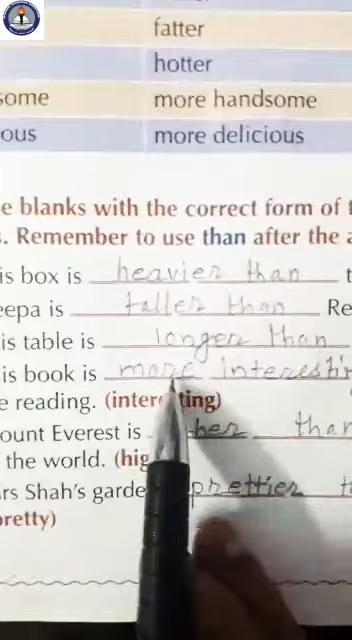 fatter
hotter
some more handsome
ous more delicious
e blanks with the correct form of t
s. Remember to use than after the a
is box is heavier than t
eepa is taller than Re
is table is longer than
is book is more interestin
e reading. (interesting)
ount Everest is her than
the world. (hig
rs Shah's garde prettier t
pretty)